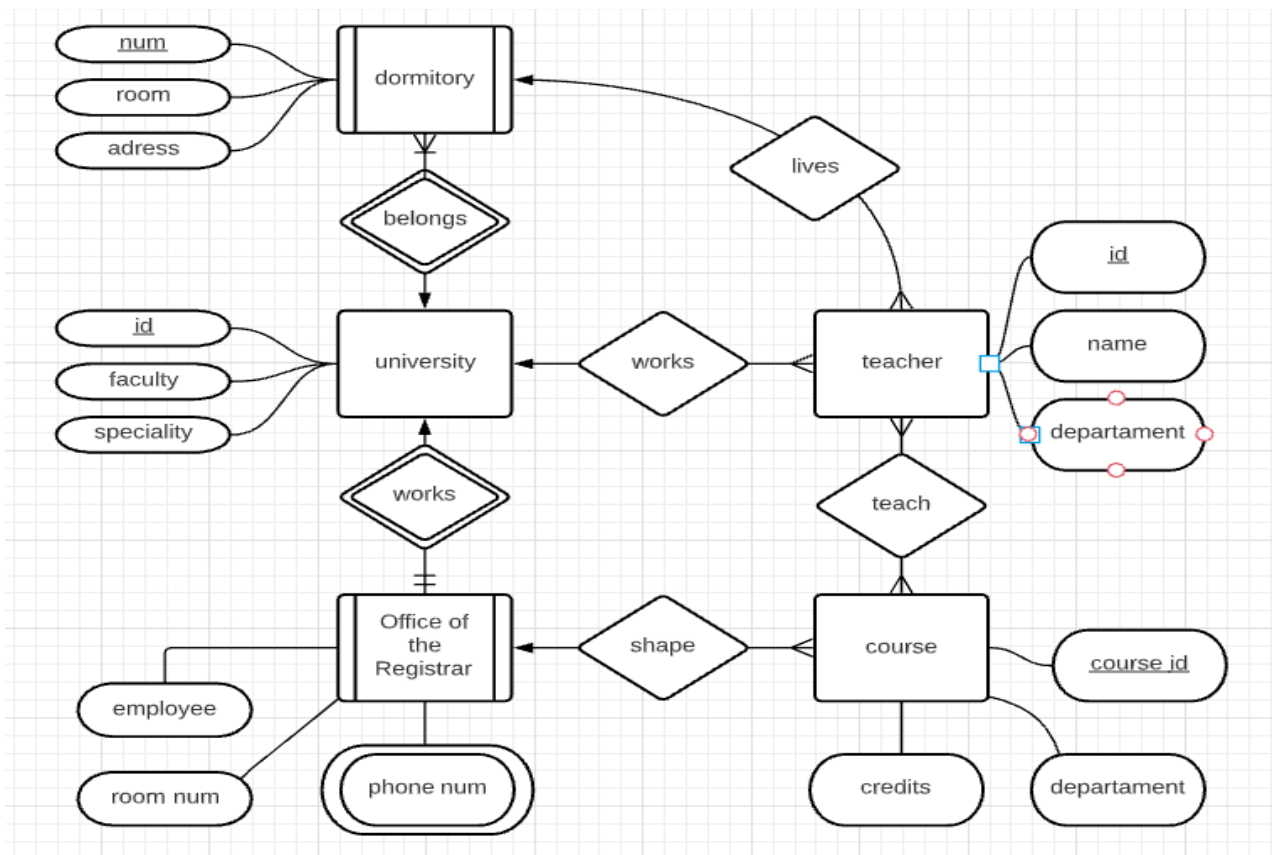 num
room
adress
dormitory
lives
belongs
id
name
departament
id
faculty
speciality
university
works
teacher
works
teach
Office of
the
Registrar
shape
course
course id
employee
room num
phone num
credits
departament